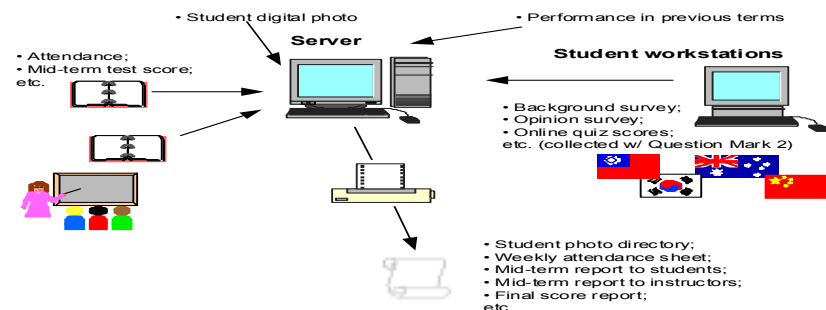 • Student digital photo
• Performance in previous terms
Server
Student workstations
• Attendance;
• Mid-term test score;
etc.
• Background survey;
• Opinion survey;
• Online quiz scores;
etc. (collected w/ Question Mark 2)
• Student photo directory;
• Weekly attendance sheet;
• Mid-term report to students;
• Mid-term report to instructors;
• Final score report;
etc